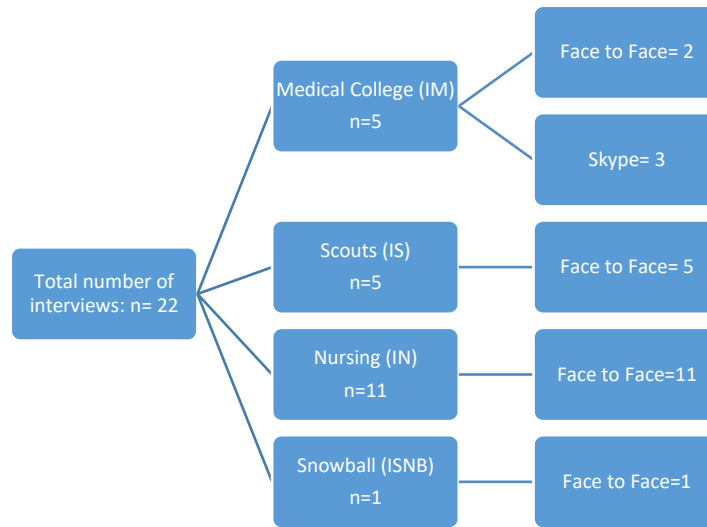 Total number of
interviews: n= 22
Medical College (IM)
n=5
Face to Face= 2
Skype= 3
Scouts (IS)
n=5
Face to Face= 5
Nursing (IN)
n=11
Face to Face=11
Snowball (ISNB)
n=1
Face to Face=1